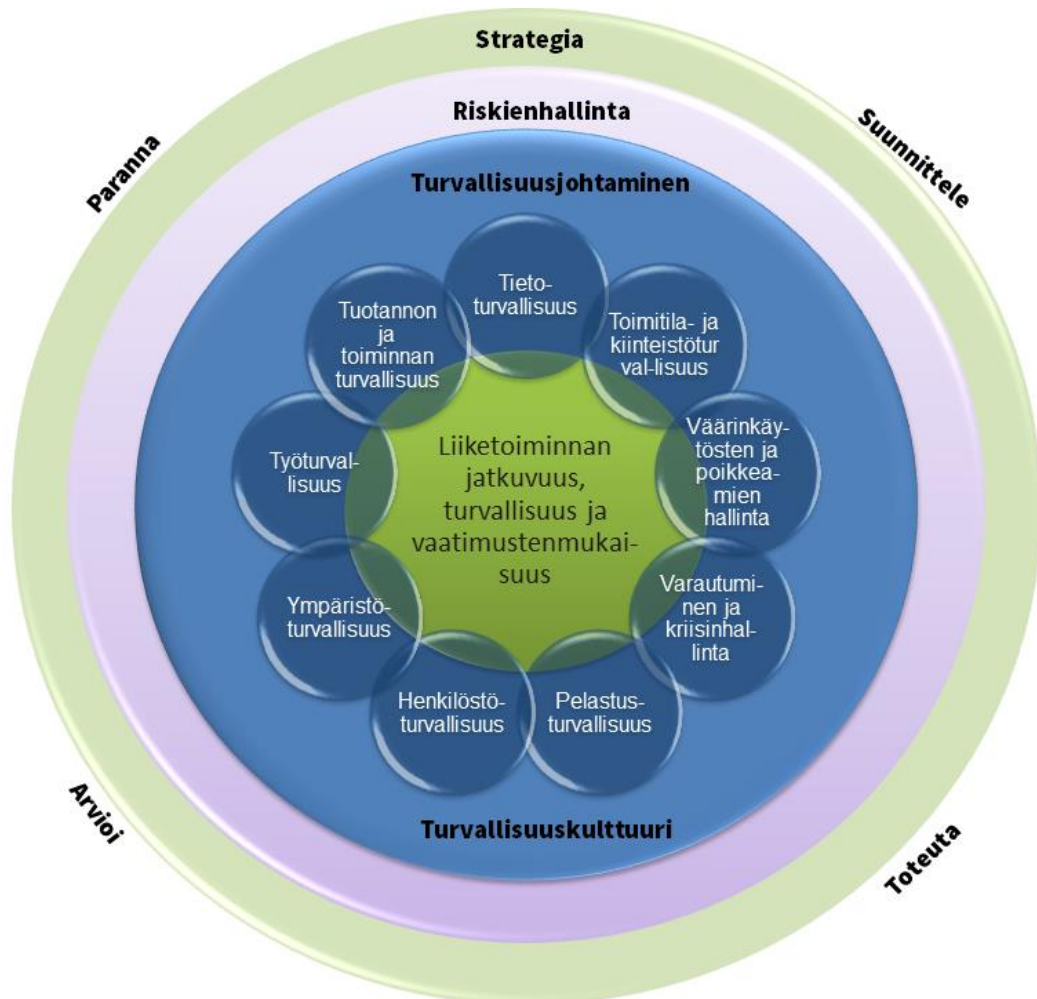 Strategia
Riskienhallinta
Suunnittele
Paranna
Turvallisuusjohtaminen
Tieto-
turvallisuus
Toimitila- ja
kiinteistötur
val-lisuus
Väärinkäy-
tösten ja
poikkea-
mien
hallinta
Varautumi-
nen ja
kriisinhal-
linta
Pelastus-
turvallisuus
Henkilöstö-
turvallisuus
Ympäristö-
turvallisuus
Työturval-
lisuus
Tuotannon
ja
toiminnan
turvallisuus
Liiketoiminnan
jatkuvuus,
turvallisuus ja
vaatimustenmukai-
suus
Turvallisuuskulttuuri
Arvioi
Toteuta